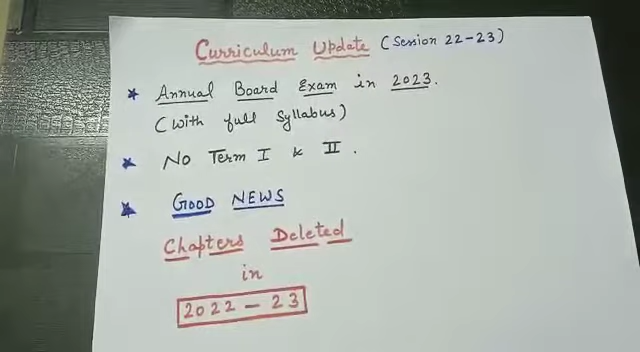 Curriculum Update (Session 22-23)
* Annual Board Exam in 2023.
(With full Syllabus)
* No Term I & II.
* GOOD NEWS
Chapters Deleted
in
2022-23